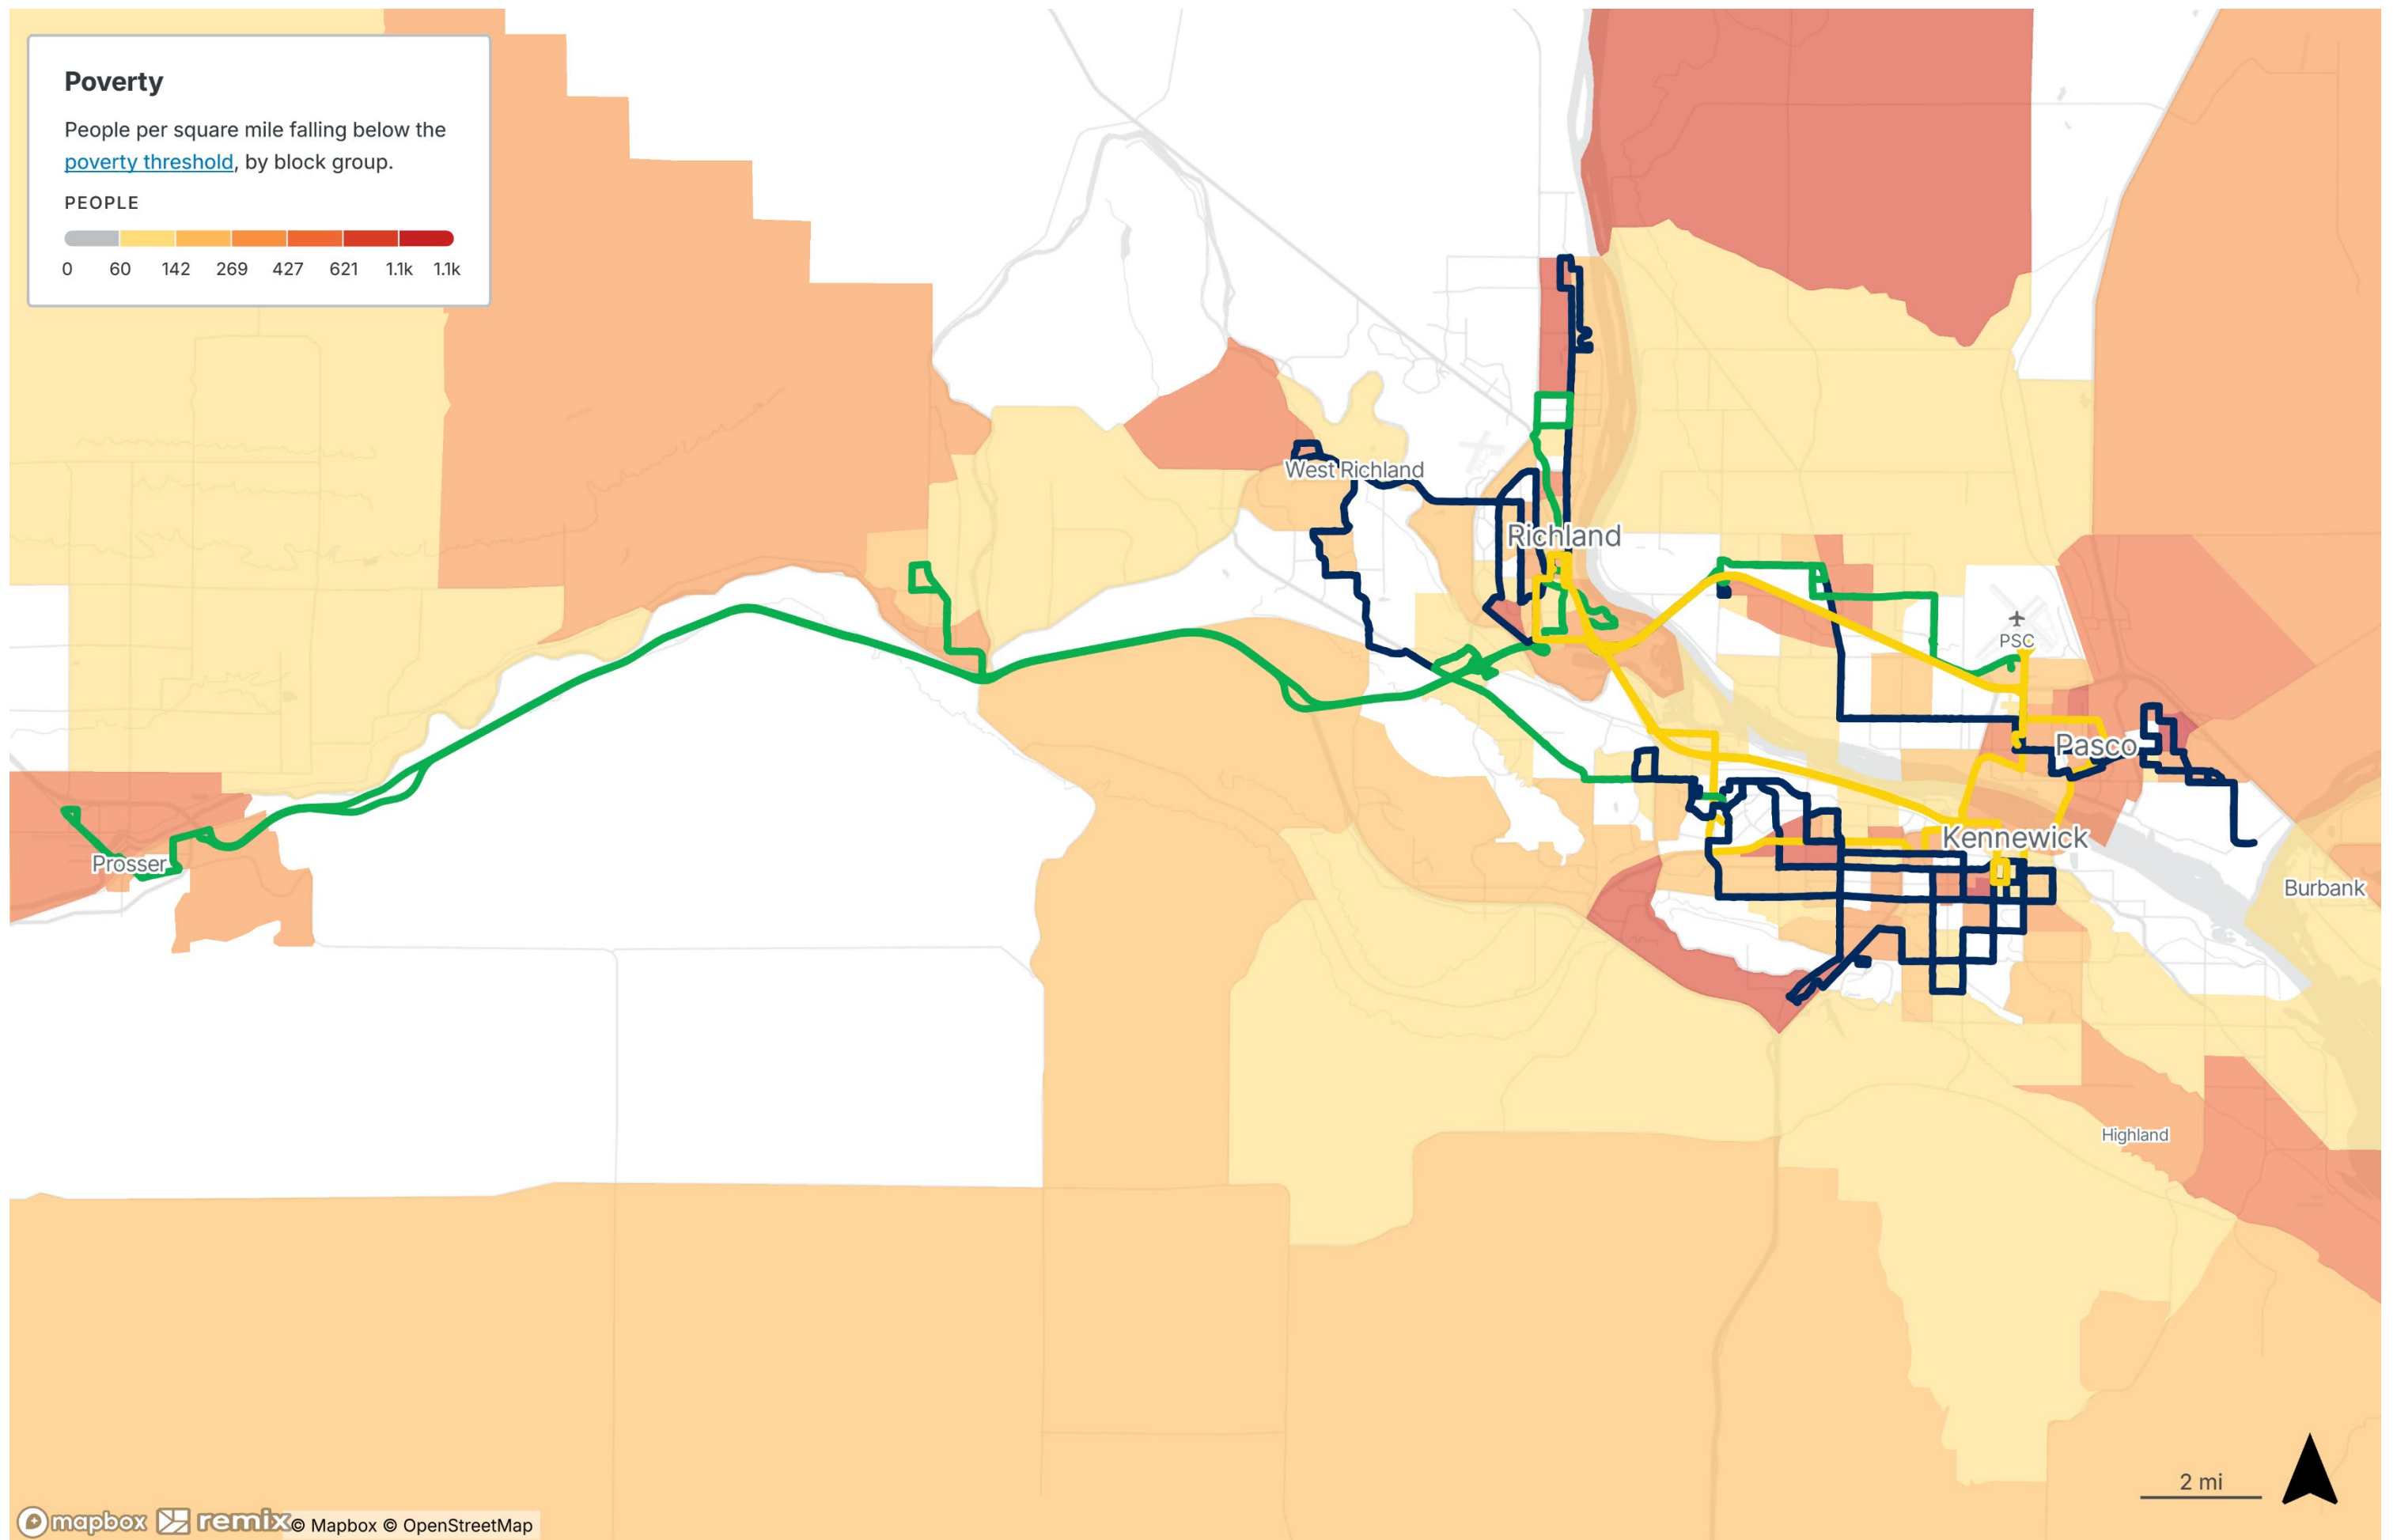 Poverty
People per square mile falling below the
poverty threshold, by block group.
PEOPLE
0 60 142 269 427 621 1.1k 1.1k
West Richland
Richland
PSC
Pasco
Kennewick
Prosser
Burbank
Highland
2 mi
mapbox remix © Mapbox © OpenStreetMap